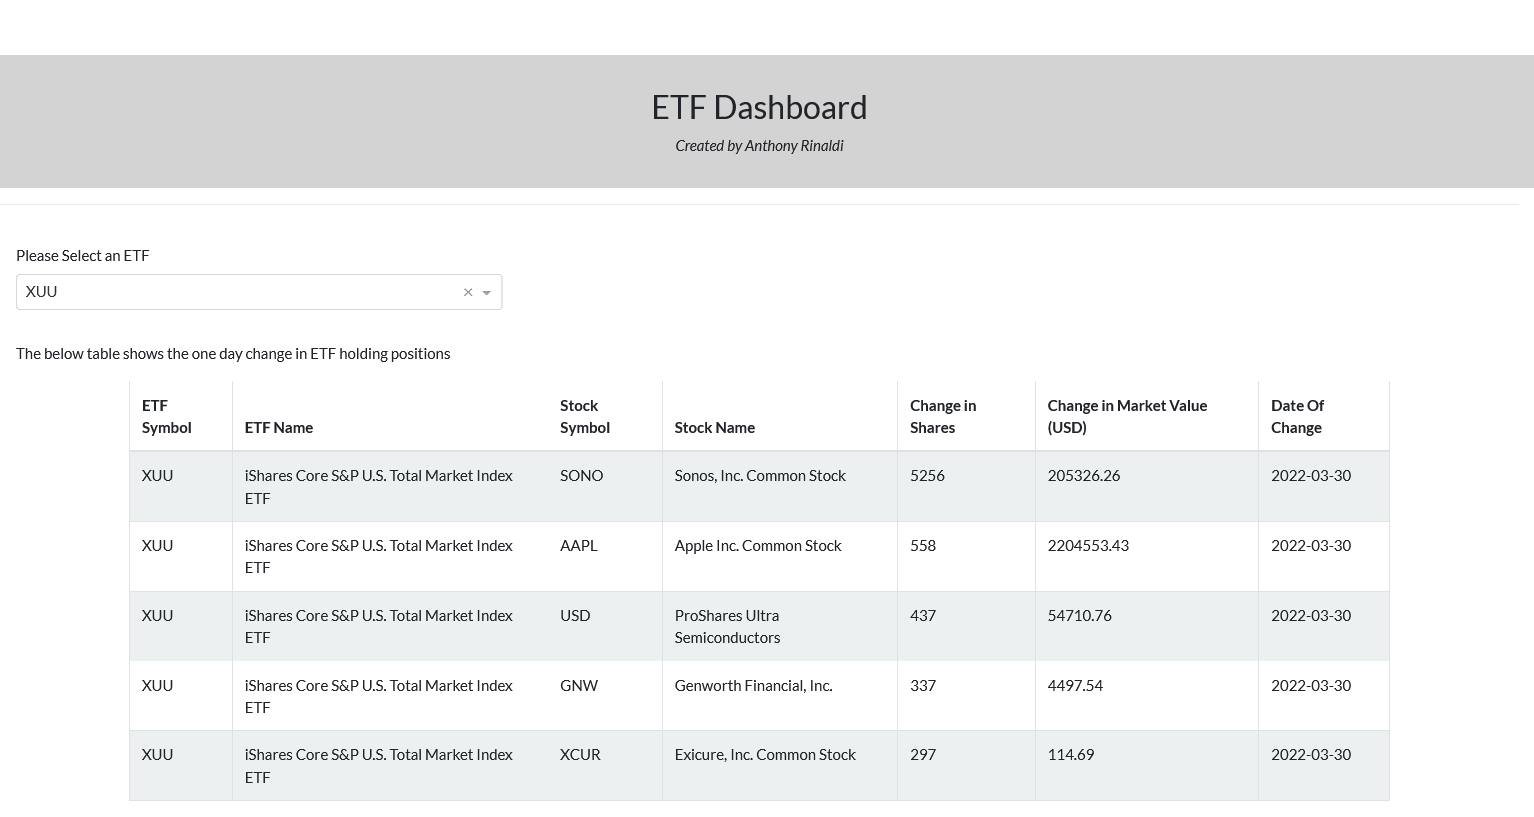 ETF Dashboard
Created by Anthony Rinaldi
Please Select an ETF
XUU × 
The below table shows the one day change in ETF holding positions
ETF Symbol ETF Name Stock Symbol Stock Name Change in Shares Change in Market Value (USD) Date Of Change
XUU iShares Core S&P U.S. Total Market Index ETF SONO Sonos, Inc. Common Stock 5256 205326.26 2022-03-30
XUU iShares Core S&P U.S. Total Market Index ETF AAPL Apple Inc. Common Stock 558 2204553.43 2022-03-30
XUU iShares Core S&P U.S. Total Market Index ETF USD ProShares Ultra Semiconductors 437 54710.76 2022-03-30
XUU iShares Core S&P U.S. Total Market Index ETF GNW Genworth Financial, Inc. 337 4497.54 2022-03-30
XUU iShares Core S&P U.S. Total Market Index ETF XCUR Exicure, Inc. Common Stock 297 114.69 2022-03-30